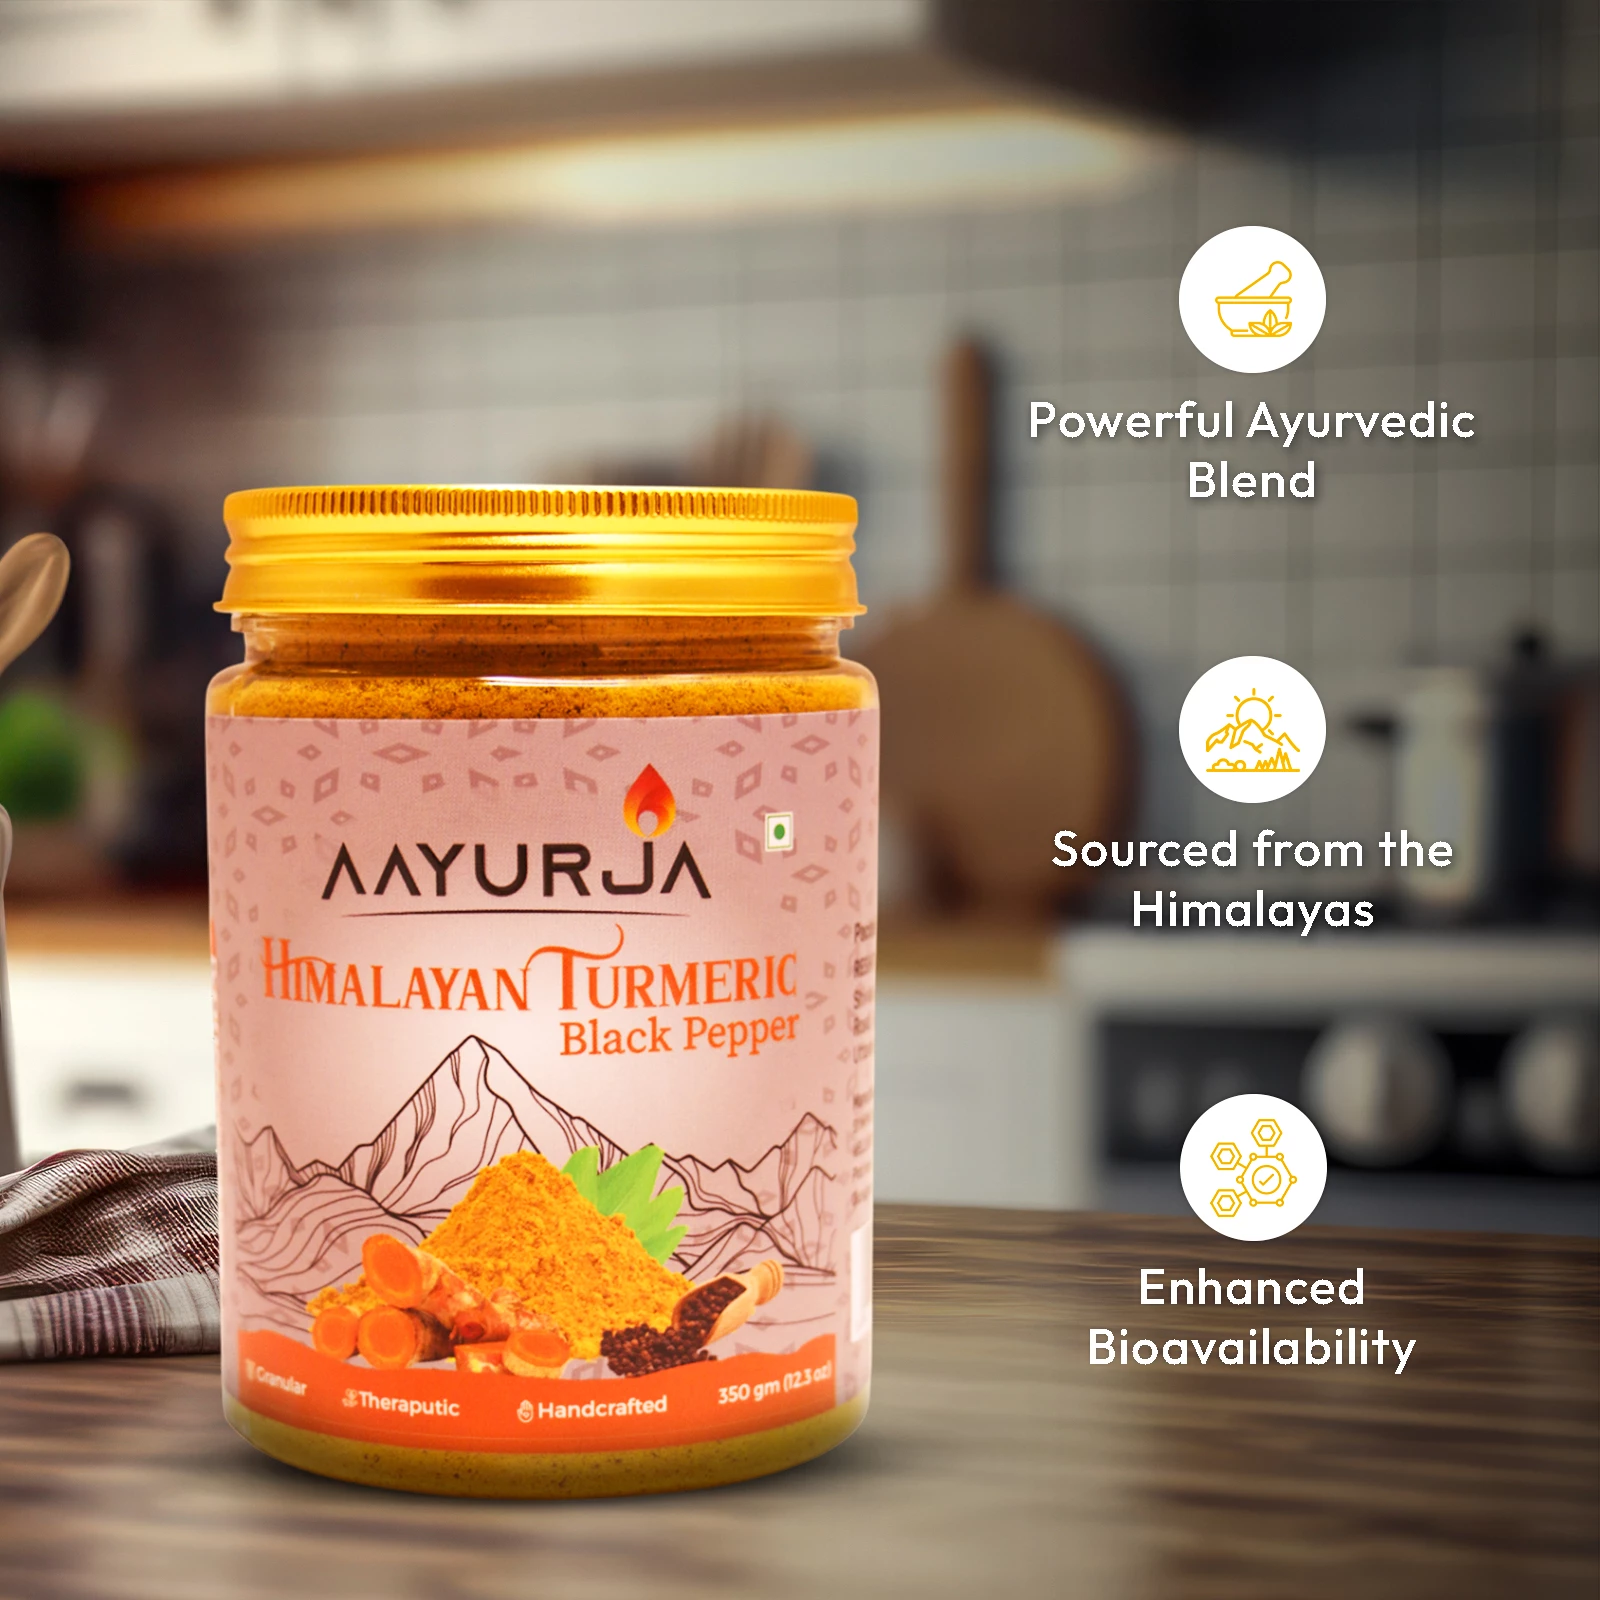 AAYURJA
HIMALAYAN TURMERIC
Black Pepper
Granular
Theraputic
Handcrafted
350 gm (12.3 oz)
Powerful Ayurvedic
Blend
Sourced from the
Himalayas
Enhanced
Bioavailability